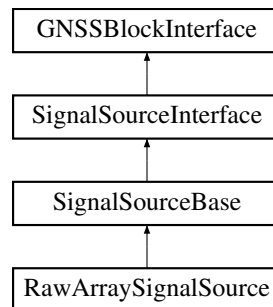 GNSSBlockInterface
SignalSourceInterface
SignalSourceBase
RawArraySignalSource